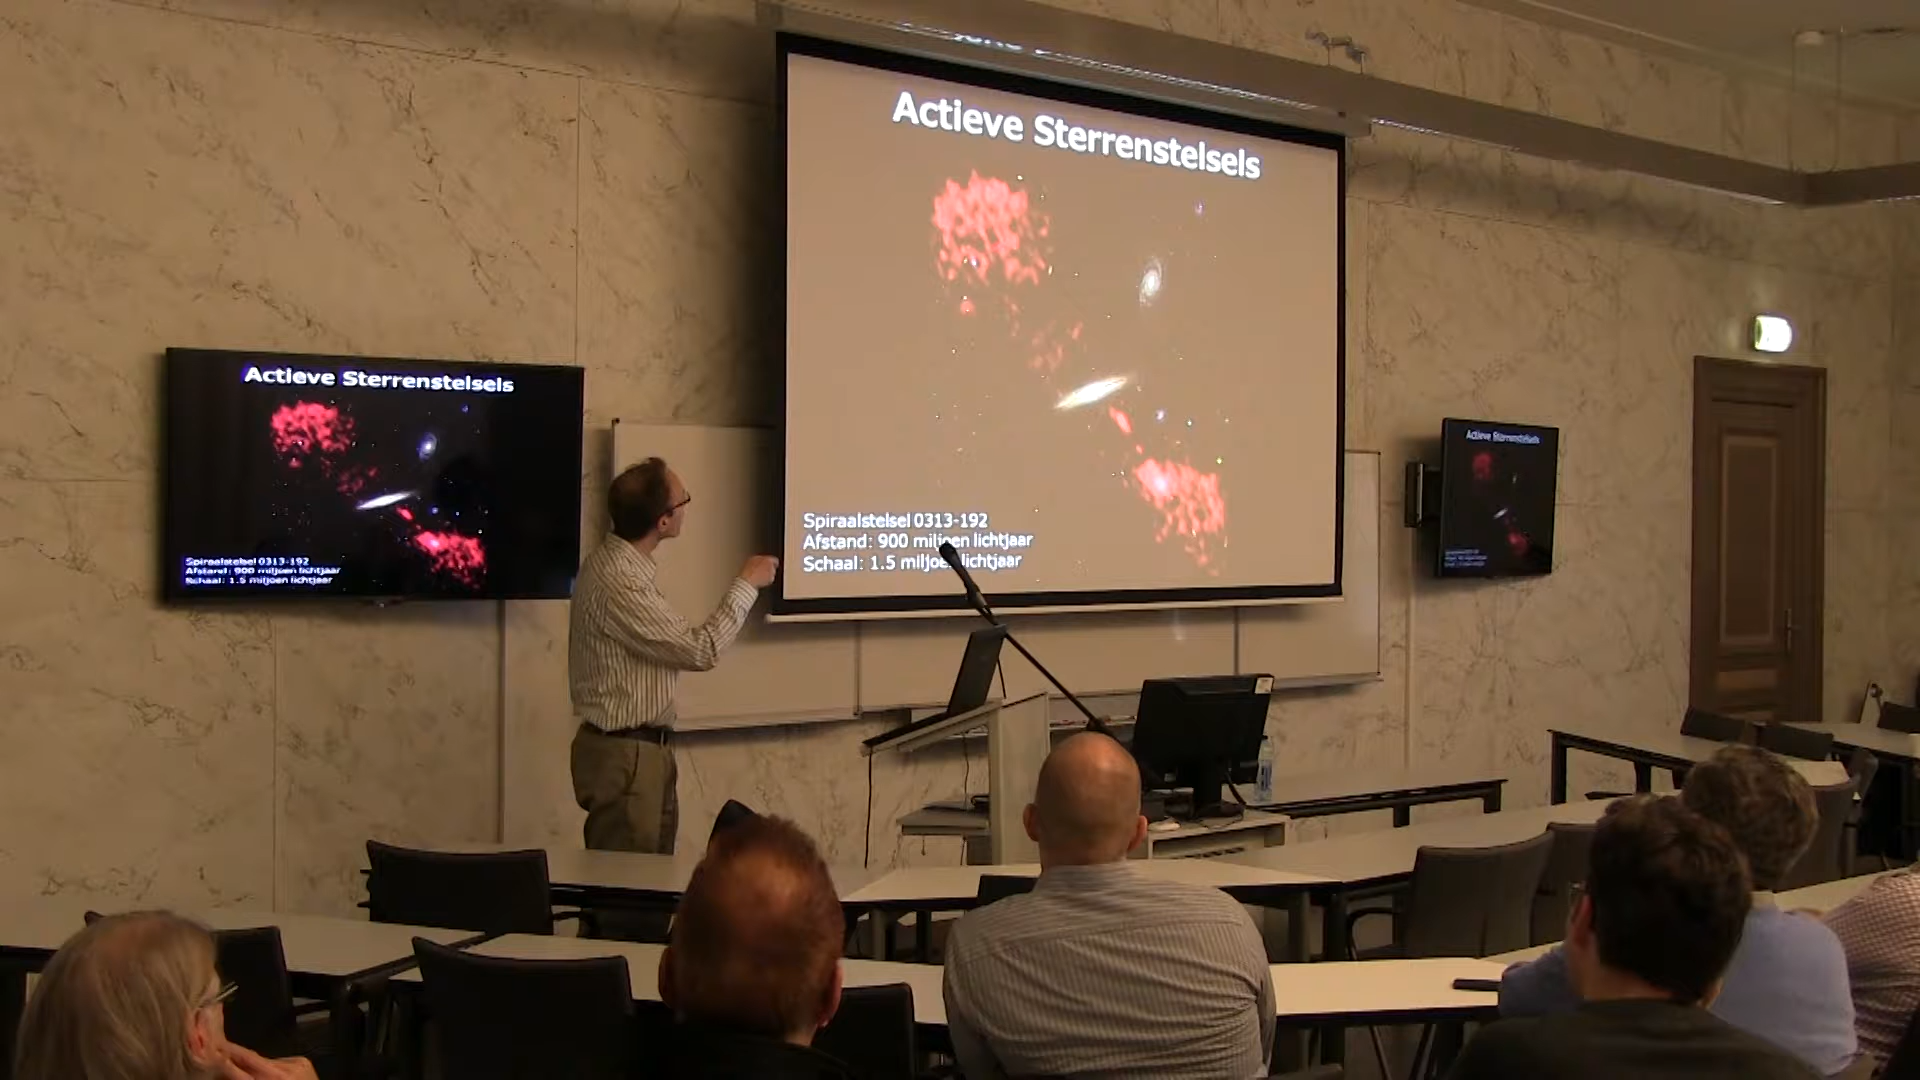 Actieve Sterrenstelsels
Spiraalstelsel 0313-192
Afstand: 900 miljoen lichtjaar
Schaal: 1.5 miljoen lichtjaar
Actieve Sterrenstelsels
Spiraalstelsel 0313-192
Afstand: 900 miljoen lichtjaar
Schaal: 1.5 miljoen lichtjaar
Actieve Sterrenstelsels